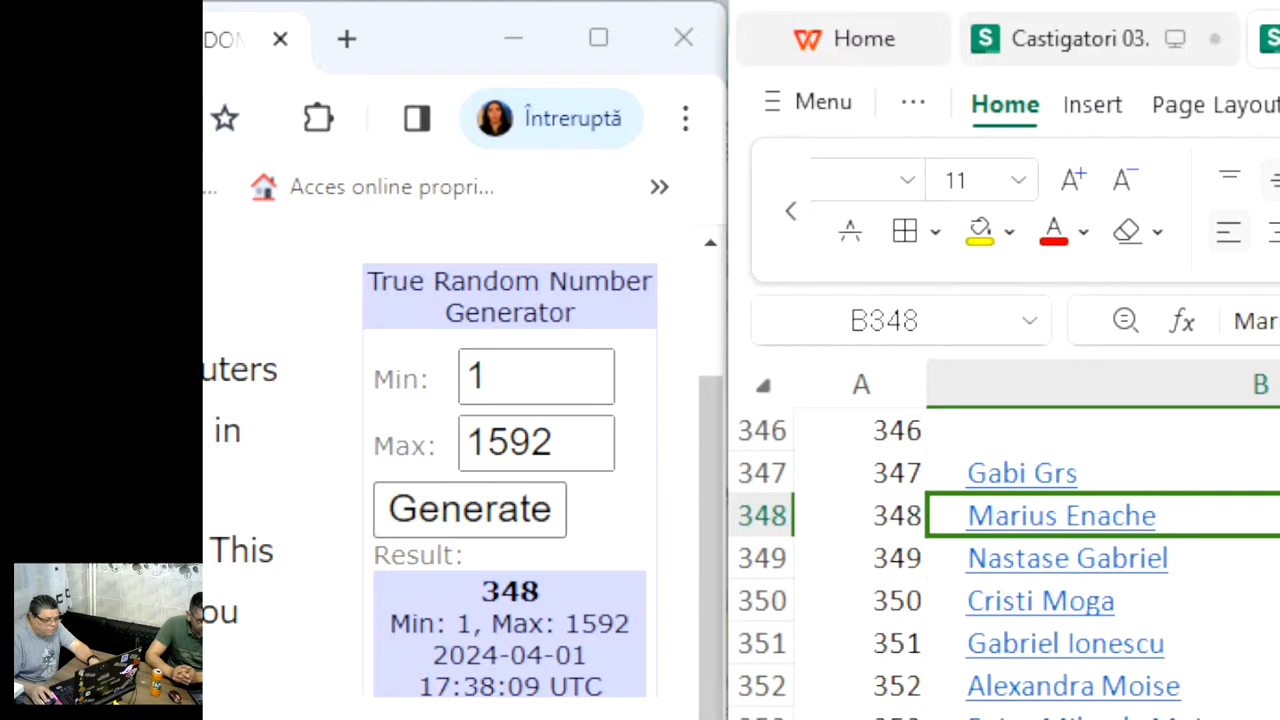 DOM
Întreruptă
...
Acces online propri...
uters
in
This
ou
True Random Number
Generator
Min: 1
Max: 1592
Generate
Result:
348
Min: 1, Max: 1592
2024-04-01
17:38:09 UTC
Home
S Castigatori 03.
S
Menu
...
Home Insert Page Layou
11
B348
fx Mar
A B
346 346
347 347 Gabi Grs
348 348 Marius Enache
349 349 Nastase Gabriel
350 350 Cristi Moga
351 351 Gabriel Ionescu
352 352 Alexandra Moise